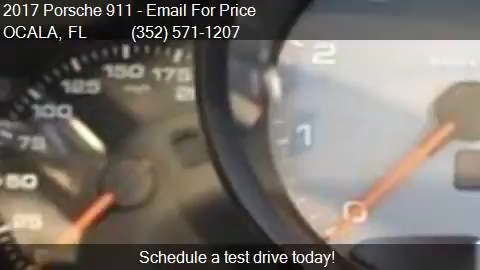 2017 Porsche 911 - Email For Price
OCALA, FL (352) 571-1207
150
175
125
mph
100
75
50
25
2
1
0
Schedule a test drive today!